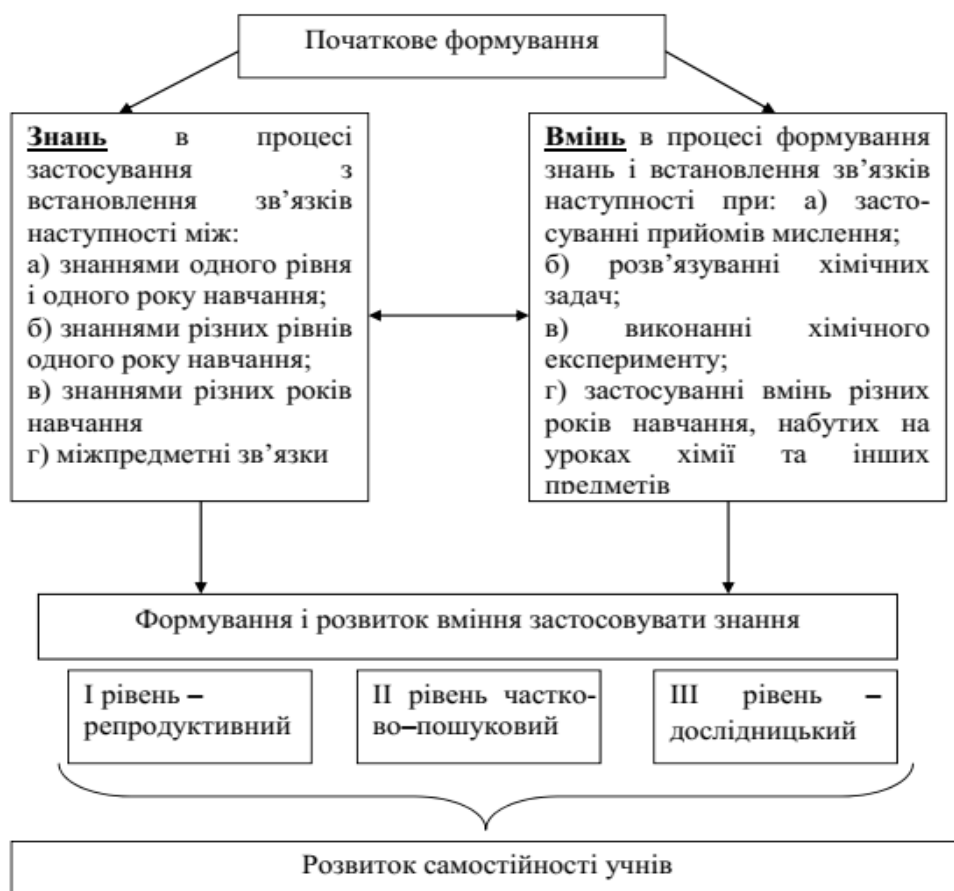 Початкове формування
Знань в процесі
застосування з
встановлення зв’язків
наступності між:
а) знаннями одного рівня
і одного року навчання;
б) знаннями різних рівнів
одного року навчання;
в) знаннями різних років
навчання
г) міжпредметні зв’язки
Вмінь в процесі формування
знань і встановлення зв’язків
наступності при: а) засто-
суванні прийомів мислення;
б) розв’язуванні хімічних
задач;
в) виконанні хімічного
експерименту;
г) застосуванні вмінь різних
років навчання, набутих на
уроках хімії та інших
предметів
Формування і розвиток вміння застосовувати знання
І рівень –
репродуктивний
ІІ рівень частко-
во–пошуковий
ІІІ рівень –
дослідницький
Розвиток самостійності учнів